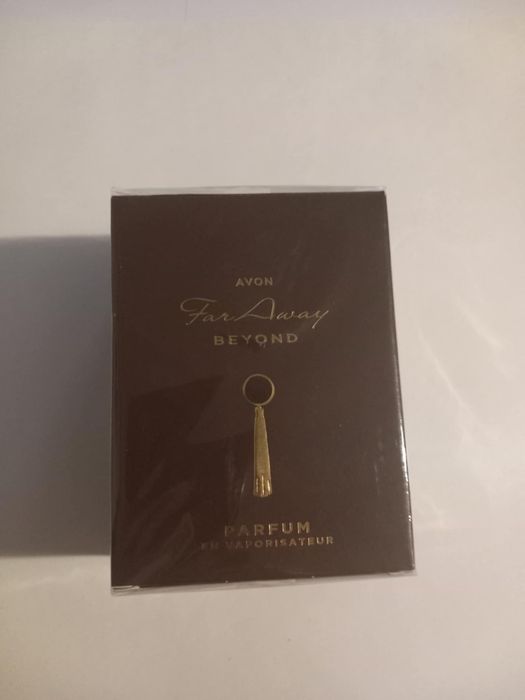 AVON
Far Away
BEYOND
PARFUM
EN VAPORISATEUR